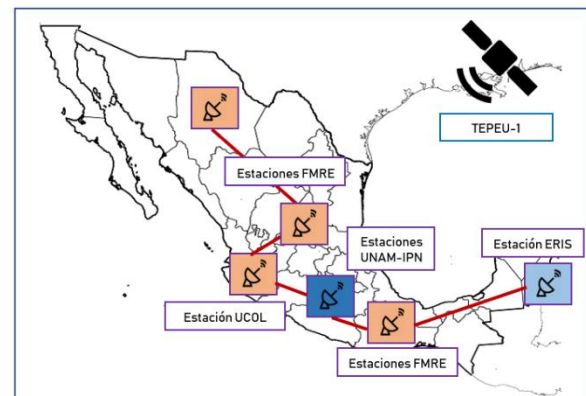 TEPEU-1
Estaciones FMRE
Estaciones
UNAM-IPN
Estación ERIS
Estación UCOL
Estaciones FMRE